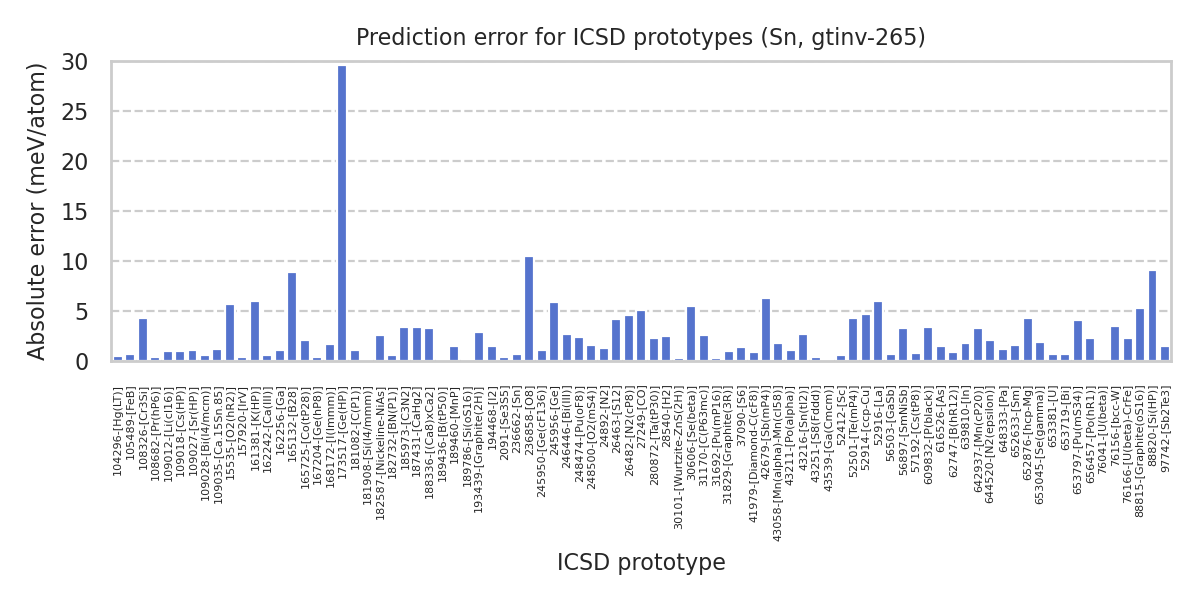 Prediction error for ICSD prototypes (Sn, gtinv-265)
Absolute error (meV/atom)
30
25
20
15
10
5
0
104296-[Hg(LT)]
105489-[FeB]
108326-[Cr3Si]
108682-[Pr(hP6)]
109012-[Li(cI16)]
109018-[Cs(HP)]
109027-[Sr(HP)]
109028-[Bi(I4/mcm)]
109035-[Ca.15Sn.85]
15535-[O2(hR2)]
157920-[IrV]
161381-[K(HP)]
162242-[Ca(III)]
162256-[Ga]
165132-[B28]
165725-[Co(tP28)]
167204-[Ge(hP8)]
168172-[I(Immm)]
173517-[Ge(HP)]
181082-[C(P1)]
181908-[Si(I4/mmm)]
182587-[Nickeline-NiAs]
182732-[BN(P1)]
185973-[C3N2]
187431-[CaHg2]
188336-[(Ca8)xCa2]
189436-[B(tP50)]
189460-[MnP]
189786-[Si(oS16)]
193439-[Graphite(2H)]
194468-[I2]
2091-[Se3S5]
236662-[Sn]
236858-[O8]
245950-[Ge(cF136)]
245956-[Ge]
246446-[Bi(III)]
248474-[Pu(oF8)]
248500-[O2(mS4)]
24892-[N2]
26463-[S12]
26482-[N2(cP8)]
27249-[CO]
280872-[Ta(tP30)]
28540-[H2]
30101-[Wurtzite-ZnS(2H)]
30606-[Se(beta)]
31170-[C(P63mc)]
31692-[Pu(mP16)]
31829-[Graphite(3R)]
37090-[S6]
41979-[Diamond-C(cF8)]
42679-[Sb(mP4)]
43058-[Mn(alpha)-Mn(cI58)]
43211-[Po(alpha)]
43216-[Sn(tI2)]
43251-[S8(Fddd)]
43539-[Ga(Cmcm)]
52412-[Sc]
52501-[Te(mP4)]
52914-[ccp-Cu]
52916-[La]
56503-[GaSb]
56897-[SmNiSb]
57192-[Cs(tP8)]
609832-[P(black)]
616526-[As]
62747-[B(hR12)]
639810-[In]
642937-[Mn(cP20)]
644520-[N2(epsilon)]
648333-[Pa]
652633-[Sm]
652876-[hcp-Mg]
653045-[Se(gamma)]
653381-[U]
653719-[Np]
653797-[Pu(mS34)]
656457-[Po(hR1)]
76041-[U(beta)]
76156-[bcc-W]
76166-[U(beta)-CrFe]
88815-[Graphite(oS16)]
88820-[Si(HP)]
97742-[Sb2Te3]
ICSD prototype